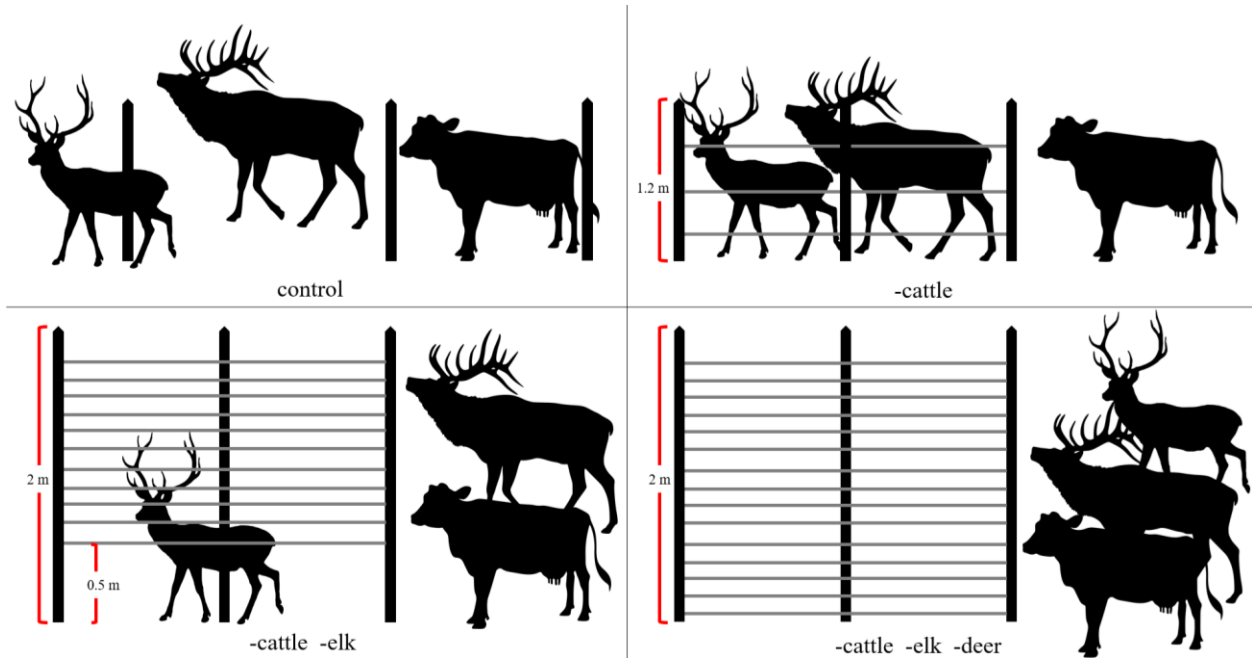 control
1.2 m
-cattle
2 m
0.5 m
-cattle -elk
2 m
-cattle -elk -deer